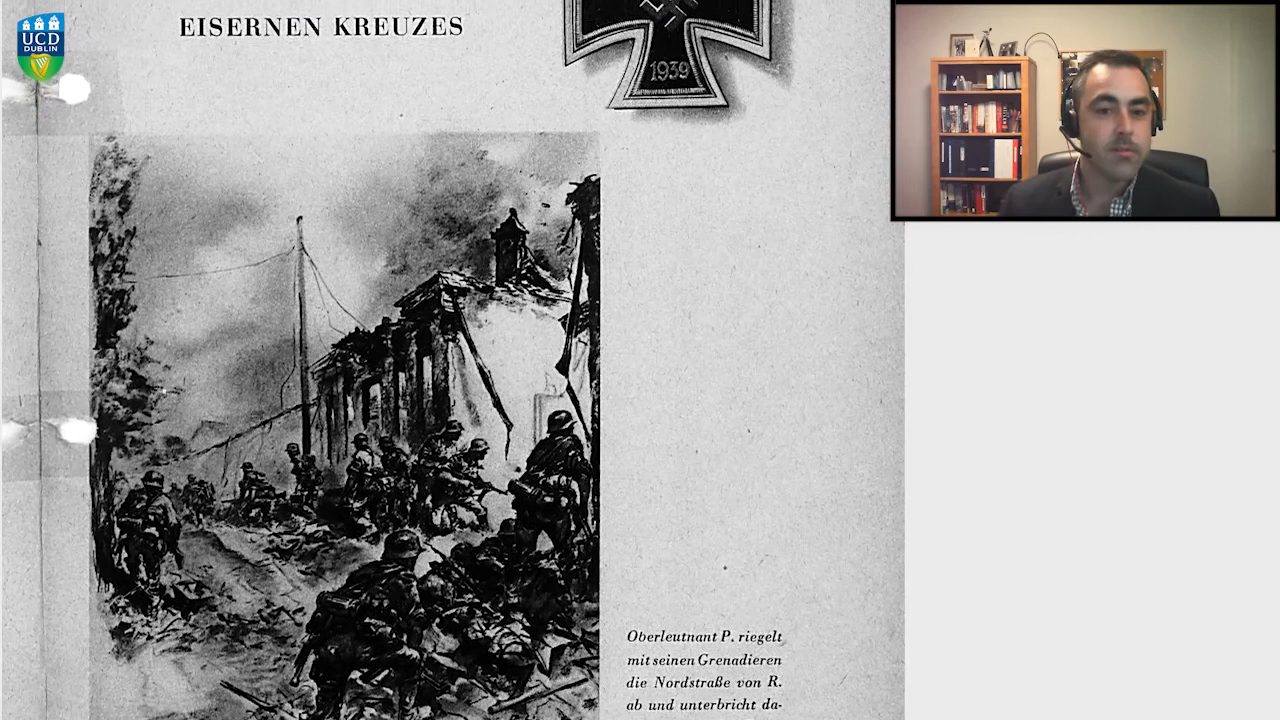 UCD
DUBLIN
EISERNEN KREUZES
1939
Oberleutnant P. riegelt
mit seinen Grenadieren
die Nordstraße von R.
ab und unterbricht da-